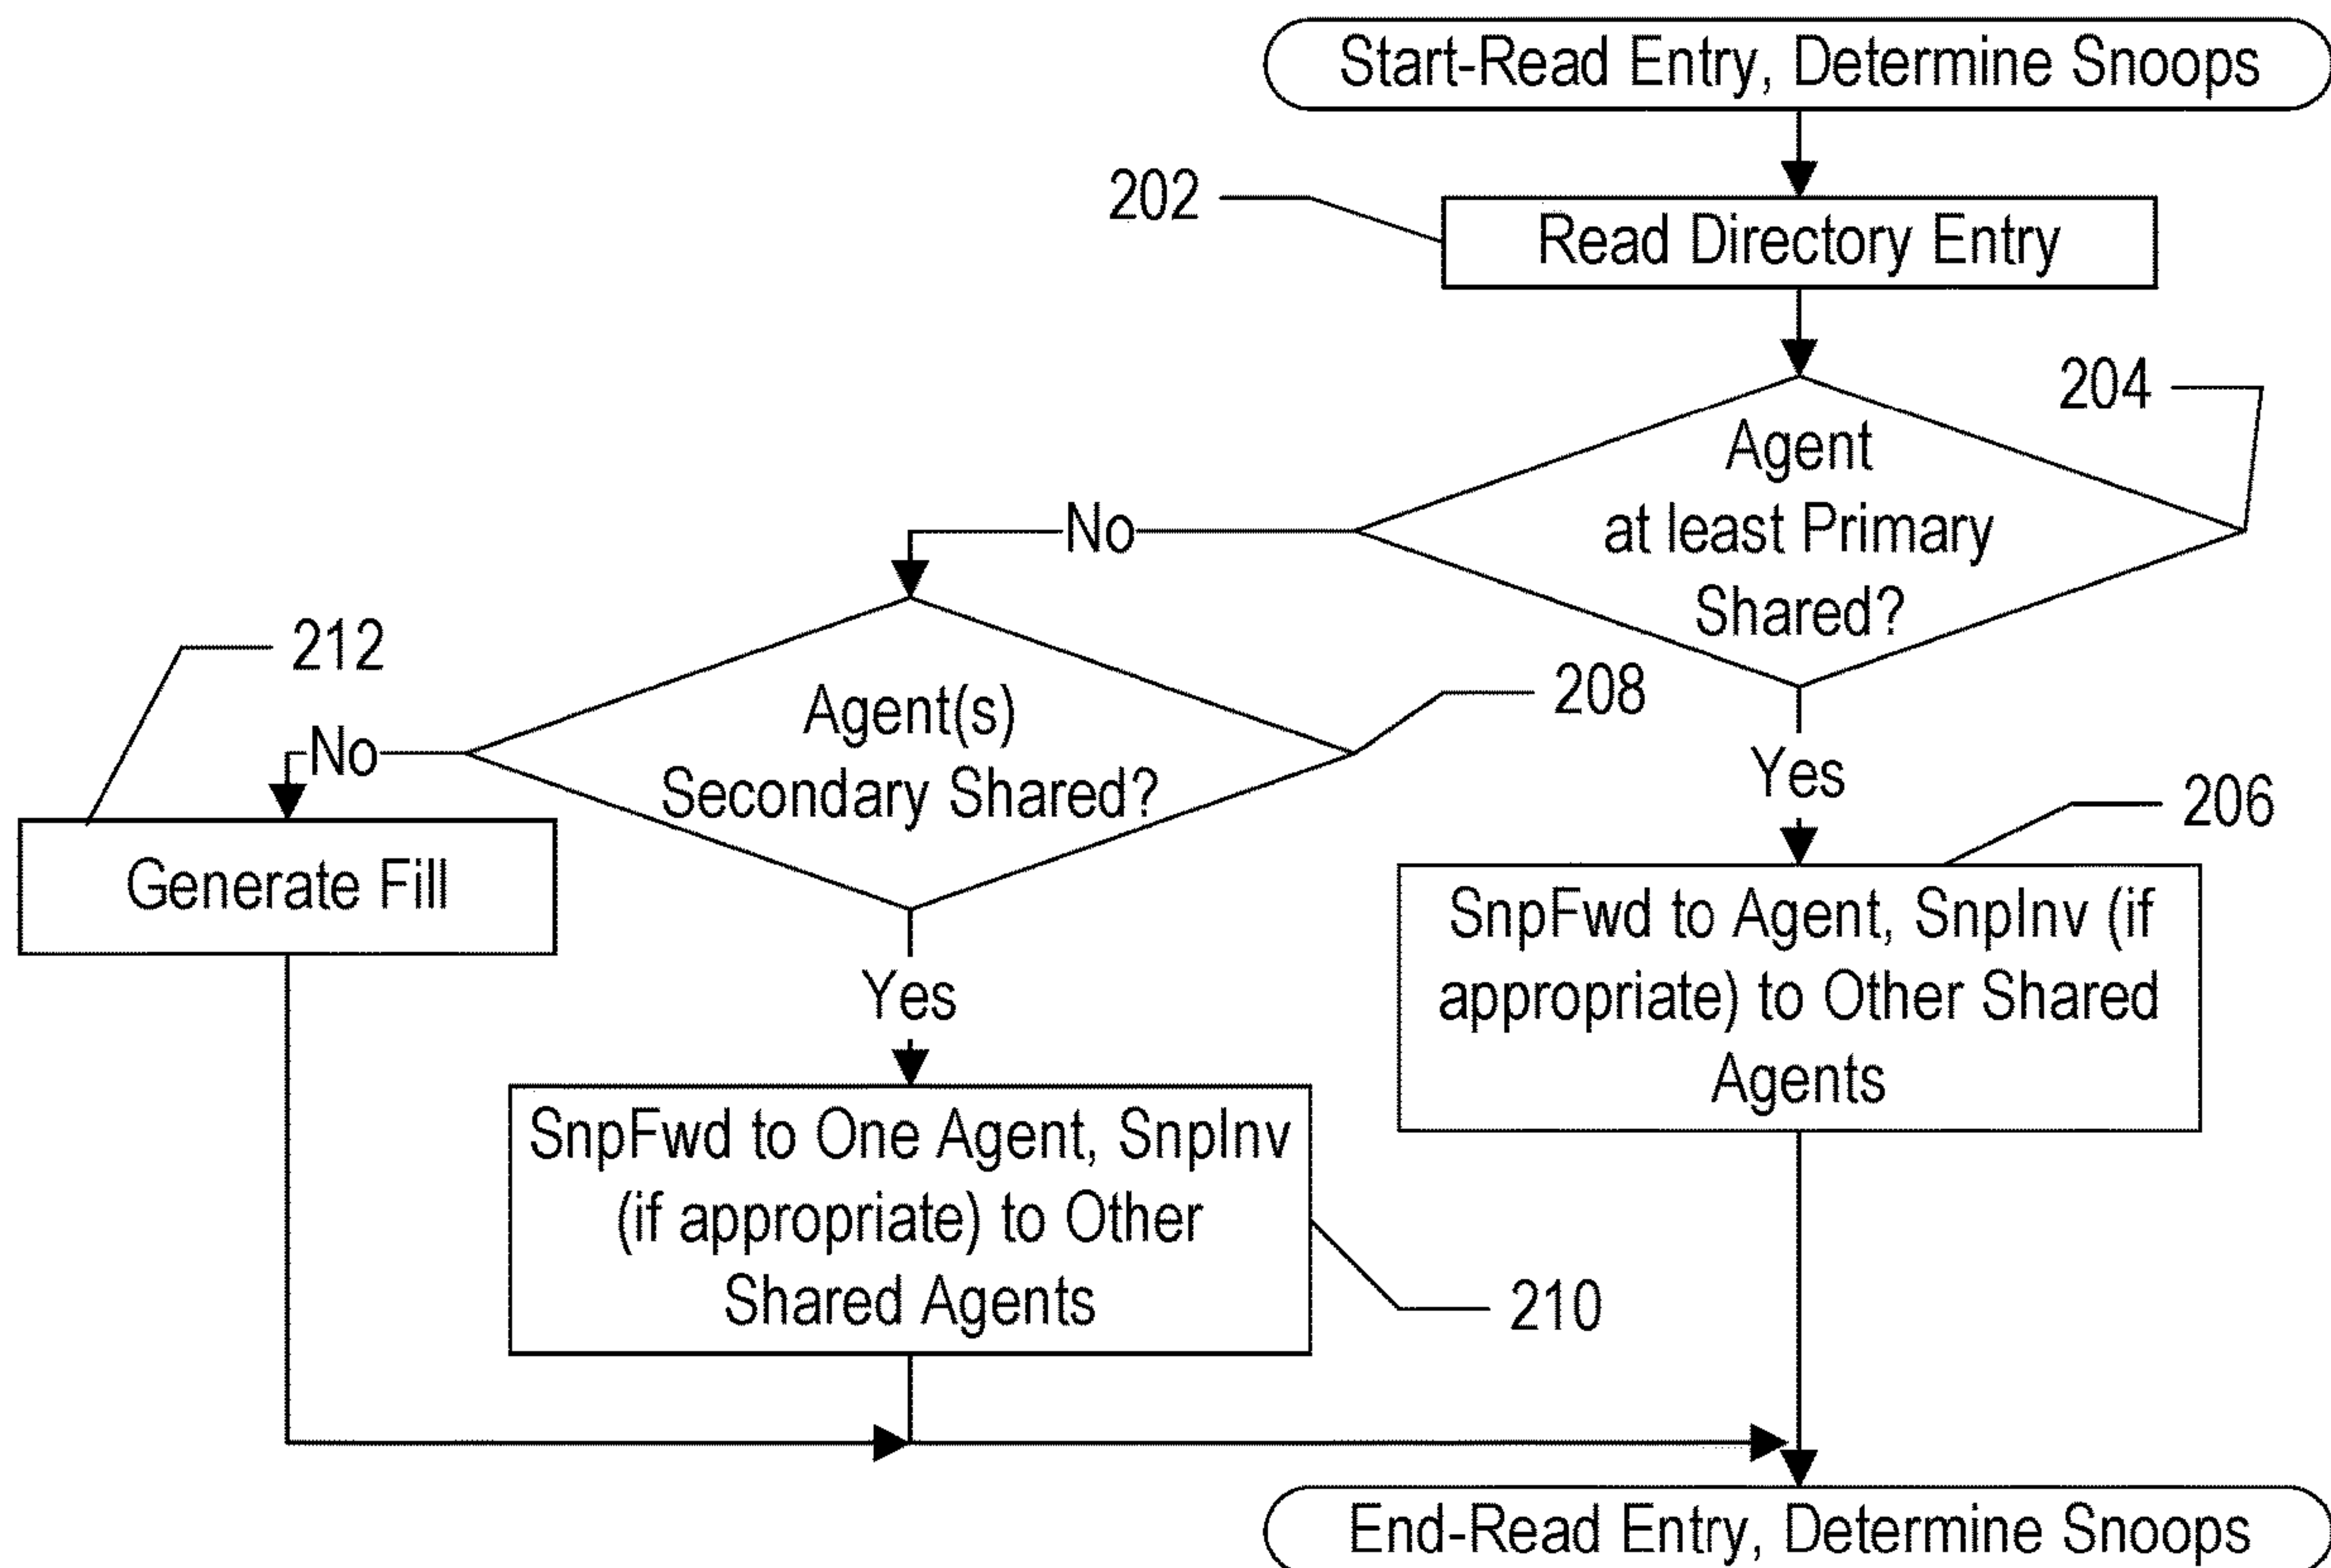 Start-Read Entry, Determine Snoops
202
Read Directory Entry
204
Agent
at least Primary
Shared?
No
Yes
212
208
Agent(s)
Secondary Shared?
No
Yes
206
Generate Fill
SnpFwd to Agent, SnpInv (if
appropriate) to Other Shared
Agents
SnpFwd to One Agent, SnpInv
(if appropriate) to Other
Shared Agents
210
End-Read Entry, Determine Snoops